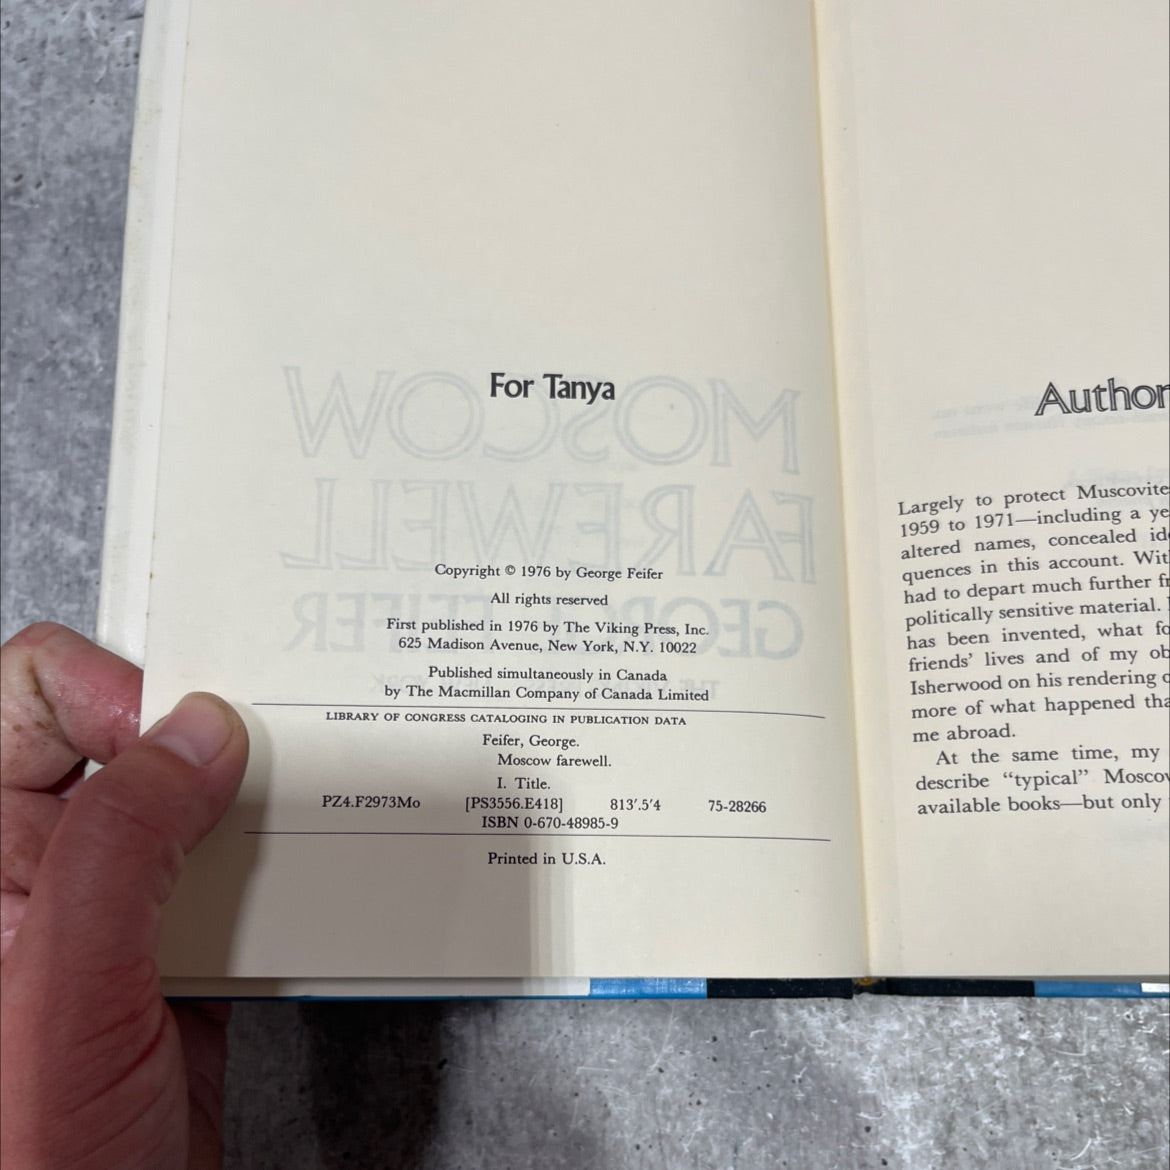 For Tanya
MOSCOW
FAREWELL
GEORGE FEIFER
Copyright © 1976 by George Feifer
All rights reserved
First published in 1976 by The Viking Press, Inc.
625 Madison Avenue, New York, N.Y. 10022
Published simultaneously in Canada
by The Macmillan Company of Canada Limited
LIBRARY OF CONGRESS CATALOGING IN PUBLICATION DATA
Feifer, George.
Moscow farewell.
I. Title.
PZ4.F2973Mo [PS3556.E418] 813'.5'4 75-28266
ISBN 0-670-48985-9
Printed in U.S.A.
Author
Largely to protect Muscovite
1959 to 1971—including a ye
altered names, concealed id
quences in this account. Wit
had to depart much further fr
politically sensitive material.
has been invented, what fo
friends' lives and of my ob
Isherwood on his rendering
more of what happened tha
me abroad.
At the same time, my
describe "typical" Moscov
available books—but only